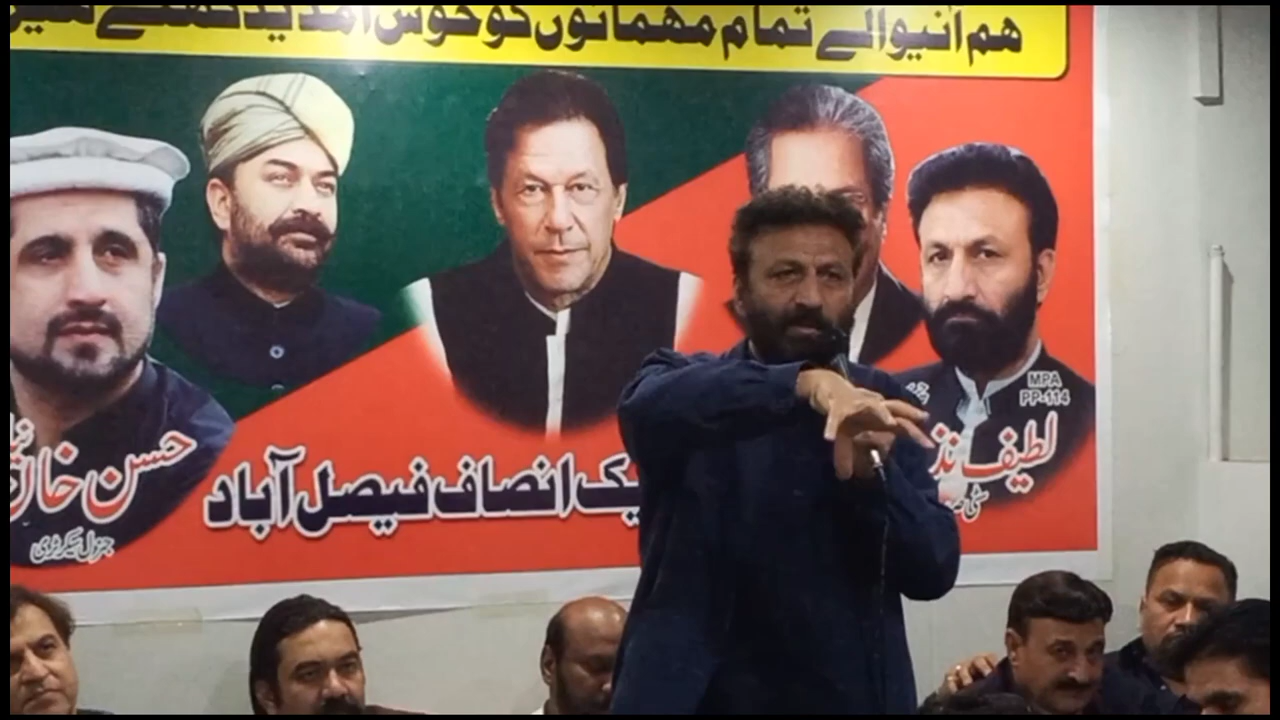 ہم آنیوالے تمام مہمانوں کو خوش آمدید کہتے ہیں
MPA
PP-114
لطیف نذ
حسن خان
جنرل سیکرٹری
یک انصاف فیصل آباد